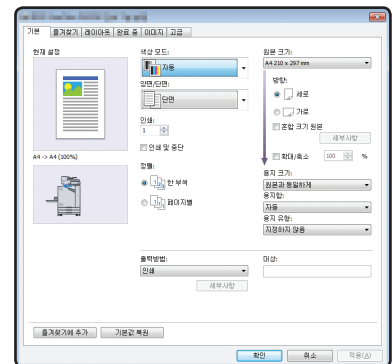 기본 즐겨찾기 레이아웃 완료 중 이미지 고급
현재 설정
A4 -> A4 (100%)
색상 모드:
자동
양면/단면:
단면
인쇄:
1
인쇄 및 중단
정렬:
한 부씩
페이지별
원본 크기:
A4 210 x 297 mm
방향:
세로
가로
혼합 크기 원본
세부사항
확대/축소 100 %
용지 크기:
원본과 동일하게
용지함:
자동
용지 유형:
지정하지 않음
출력방법:
인쇄
세부사항
대상:
즐겨찾기에 추가 기본값 복원
확인 취소 적용(A)